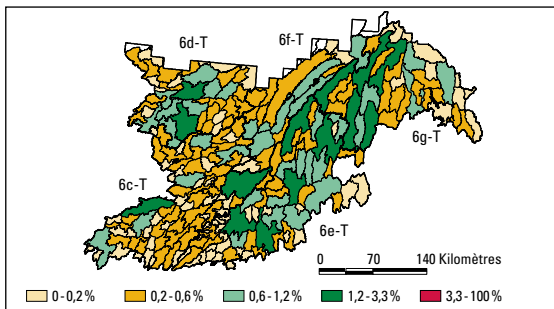 6d-T
6f-T
6g-T
6c-T
6e-T
0 70 140 Kilomètres
0-0,2% 0,2-0,6% 0,6-1,2% 1,2-3,3% 3,3-100%